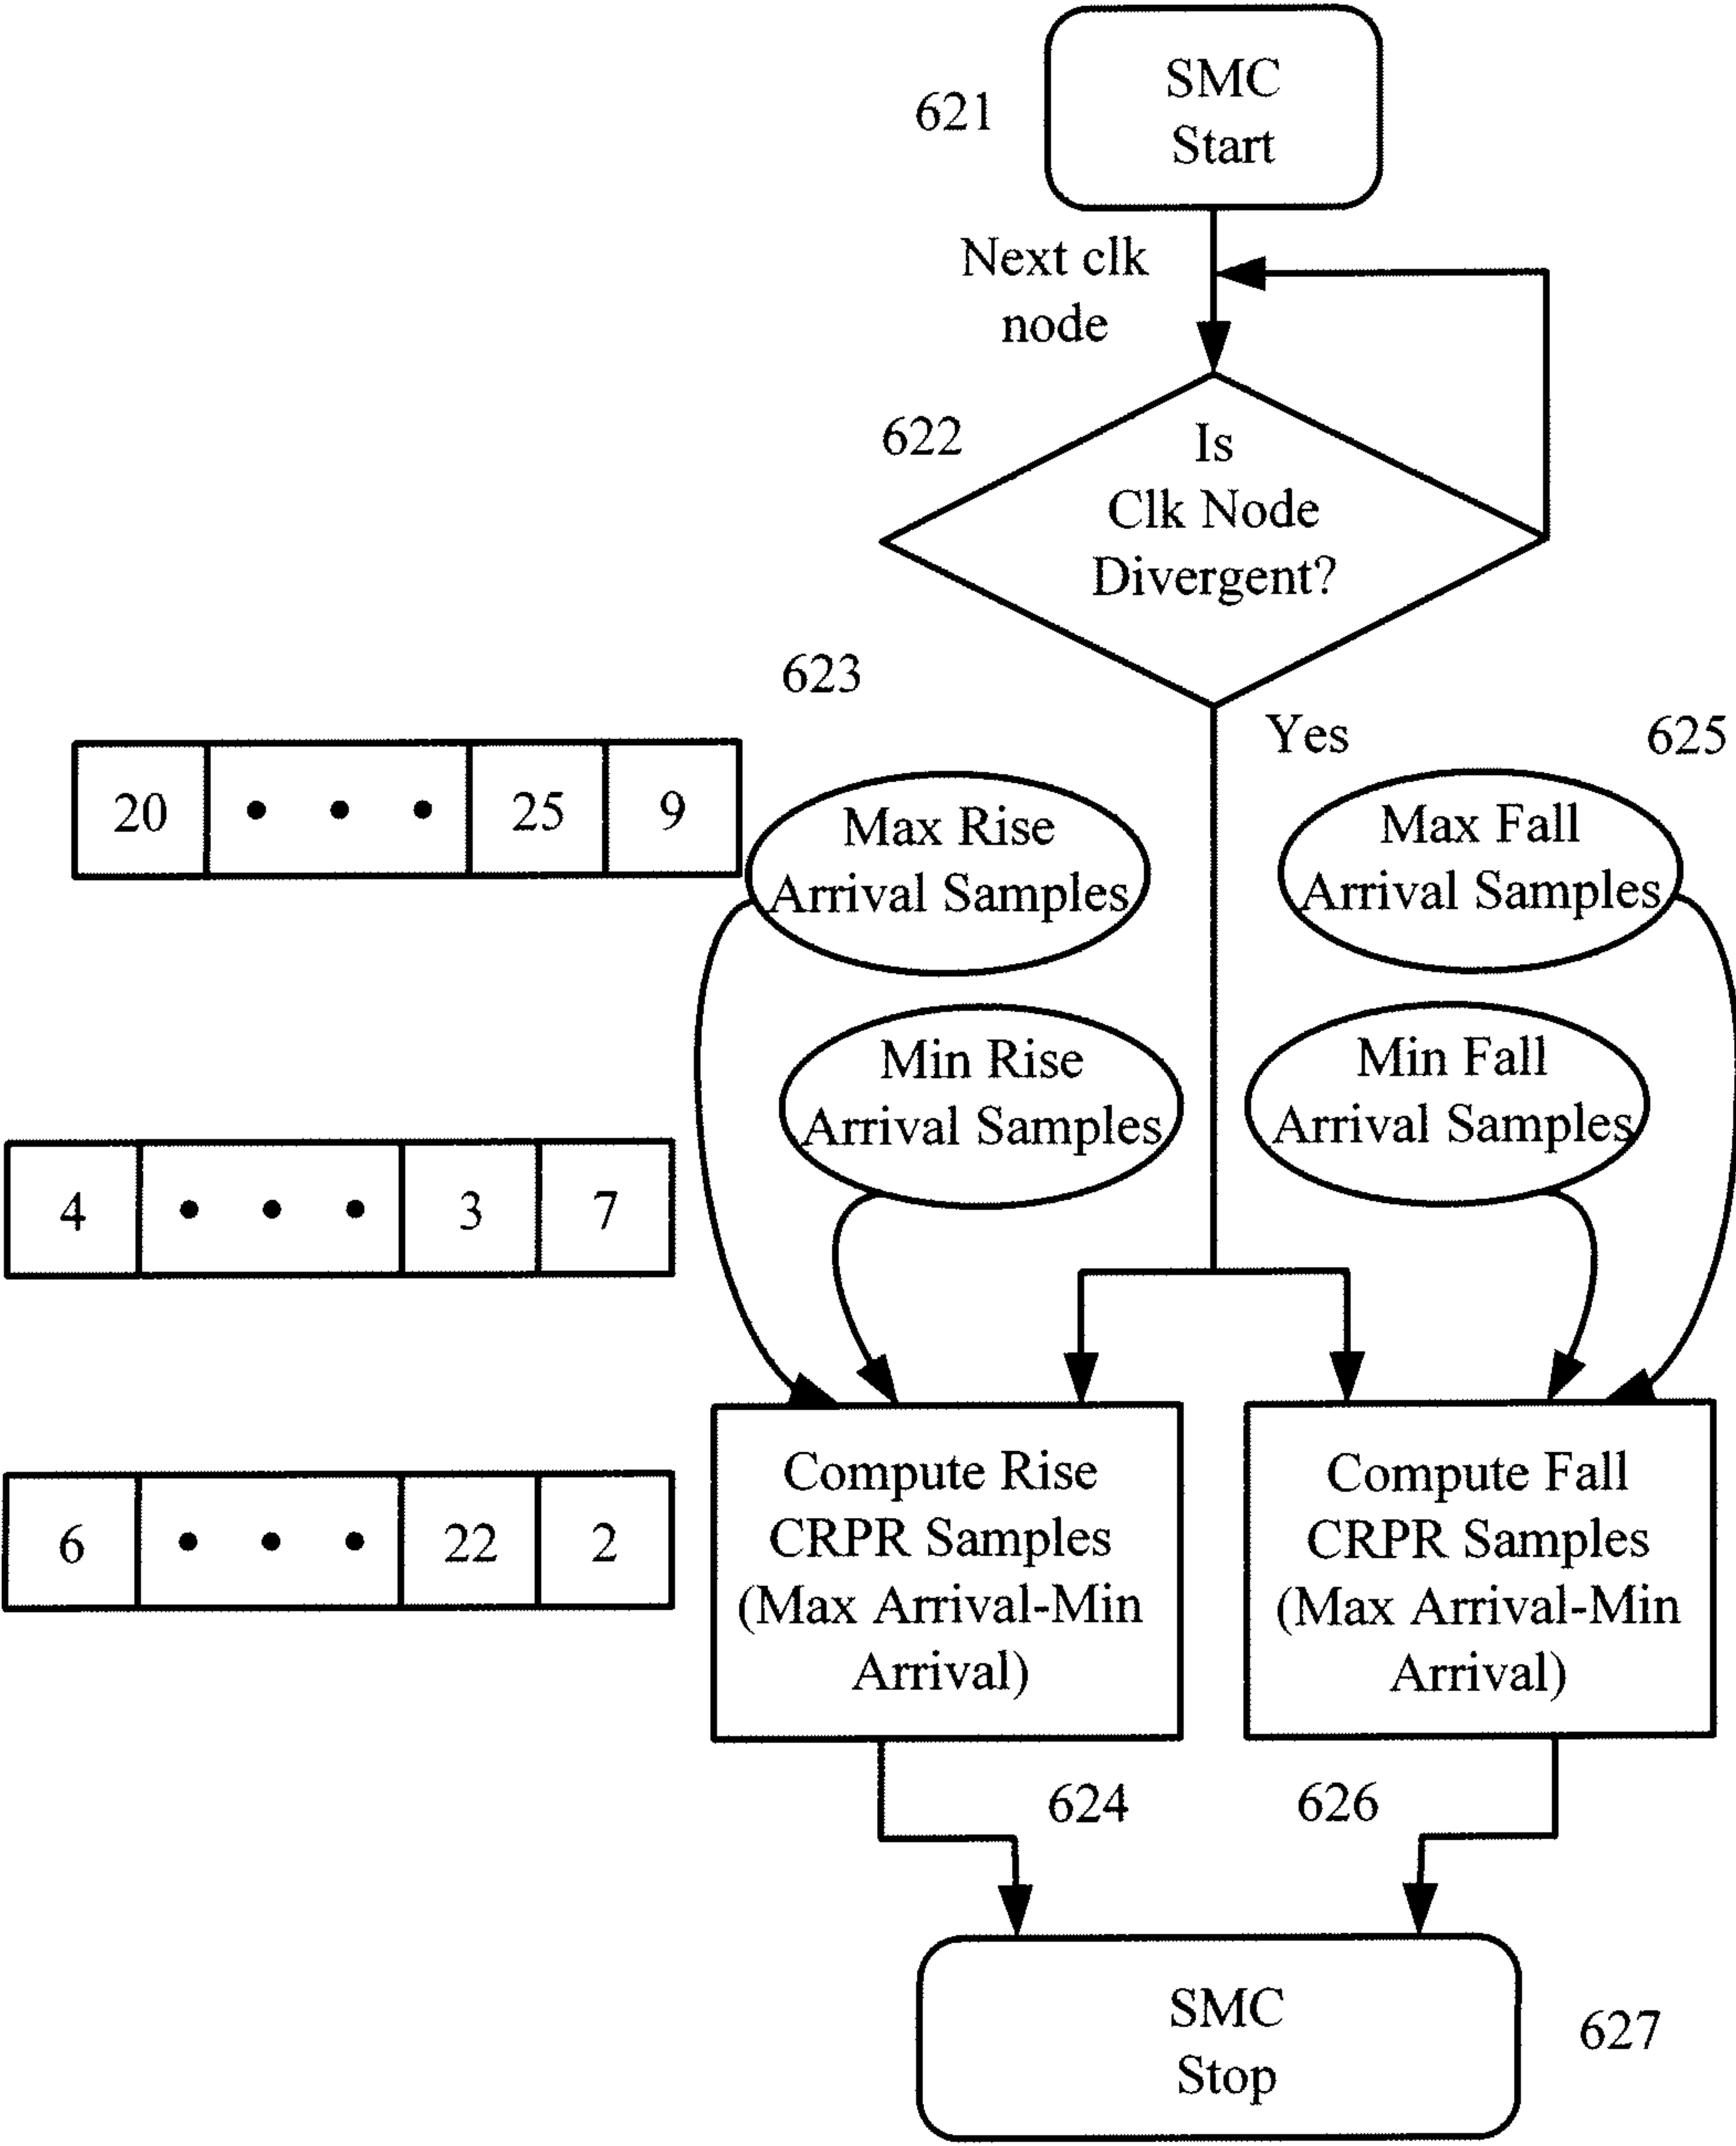 SMC
Start
621
Next clk
node
622
Is
Clk Node
Divergent?
623
Yes
625
20 • • • 25 9
Max Rise
Arrival Samples
Max Fall
Arrival Samples
Min Rise
Arrival Samples
Min Fall
Arrival Samples
4 • • • 3 7
6 • • • 22 2
Compute Rise
CRPR Samples
(Max Arrival-Min
Arrival)
Compute Fall
CRPR Samples
(Max Arrival-Min
Arrival)
624
626
SMC
Stop
627